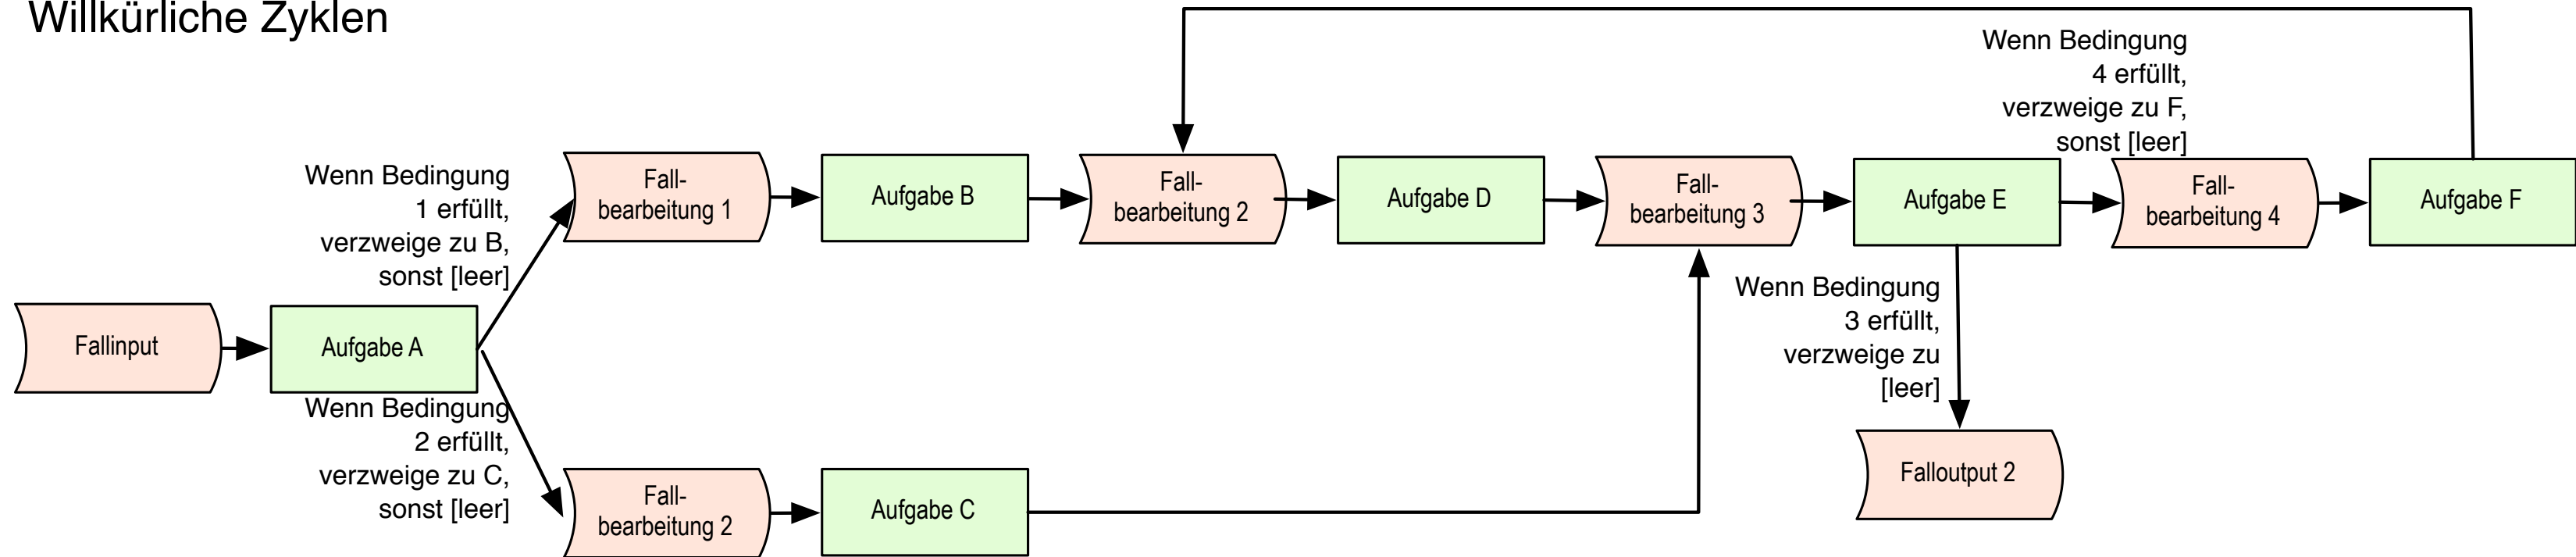 Willkürliche Zyklen
Wenn Bedingung
4 erfüllt,
verzweige zu F,
sonst [leer]
Wenn Bedingung
1 erfüllt,
verzweige zu B,
sonst [leer]
Fall-
bearbeitung 1
Aufgabe B
Fall-
bearbeitung 2
Aufgabe D
Fall-
bearbeitung 3
Aufgabe E
Fall-
bearbeitung 4
Aufgabe F
Fallinput
Aufgabe A
Wenn Bedingung
3 erfüllt,
verzweige zu
[leer]
Wenn Bedingung
2 erfüllt,
verzweige zu C,
sonst [leer]
Fall-
bearbeitung 2
Aufgabe C
Falloutput 2